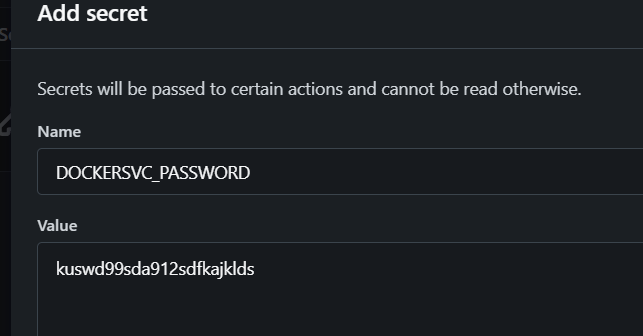 Add secret
Secrets will be passed to certain actions and cannot be read otherwise.
Name
DOCKERSVC_PASSWORD
Value
kuswd99sda912sdfkajklds